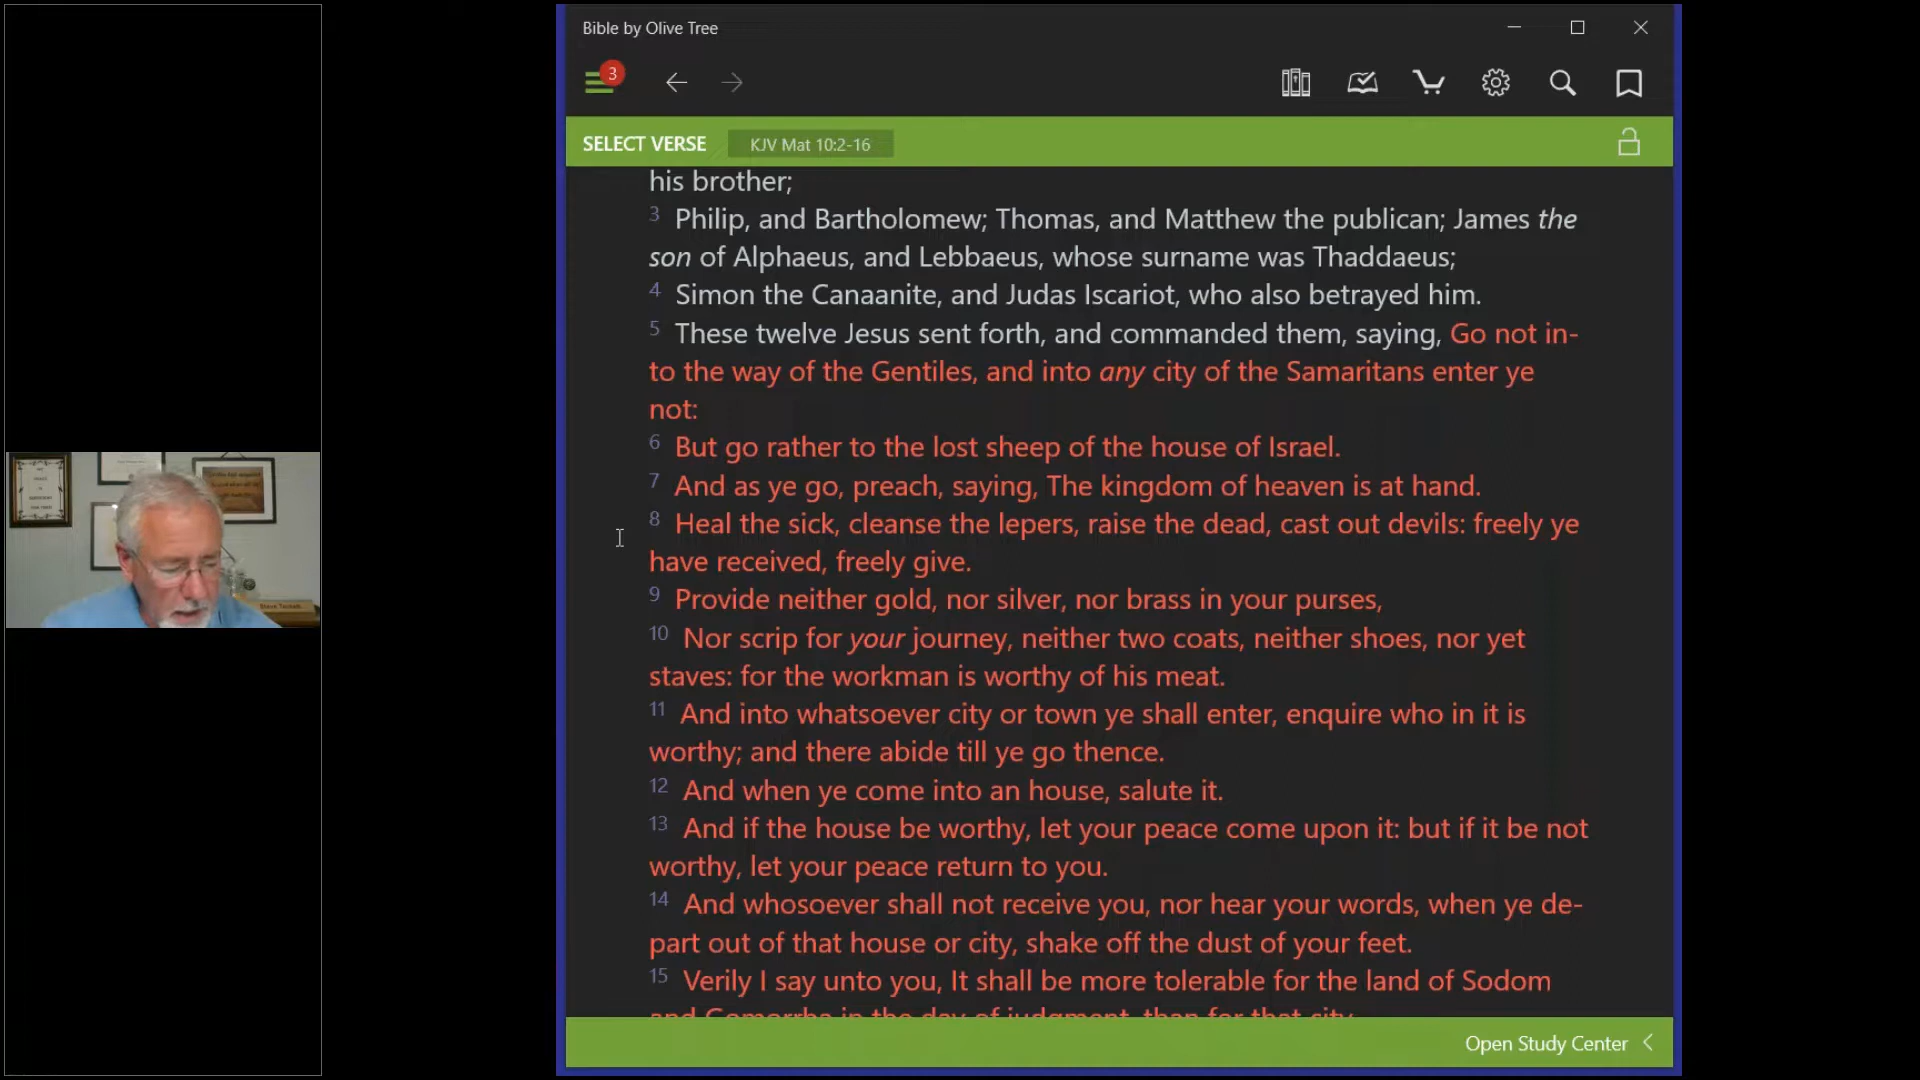 Bible by Olive Tree
3
SELECT VERSE KJV Mat 10:2-16
his brother;
3 Philip, and Bartholomew; Thomas, and Matthew the publican; James the
son of Alphaeus, and Lebbaeus, whose surname was Thaddaeus;
4 Simon the Canaanite, and Judas Iscariot, who also betrayed him.
5 These twelve Jesus sent forth, and commanded them, saying, Go not in-
to the way of the Gentiles, and into any city of the Samaritans enter ye
not:
6 But go rather to the lost sheep of the house of Israel.
7 And as ye go, preach, saying, The kingdom of heaven is at hand.
8 Heal the sick, cleanse the lepers, raise the dead, cast out devils: freely ye
have received, freely give.
9 Provide neither gold, nor silver, nor brass in your purses,
10 Nor scrip for your journey, neither two coats, neither shoes, nor yet
staves: for the workman is worthy of his meat.
11 And into whatsoever city or town ye shall enter, enquire who in it is
worthy; and there abide till ye go thence.
12 And when ye come into an house, salute it.
13 And if the house be worthy, let your peace come upon it: but if it be not
worthy, let your peace return to you.
14 And whosoever shall not receive you, nor hear your words, when ye de-
part out of that house or city, shake off the dust of your feet.
15 Verily I say unto you, It shall be more tolerable for the land of Sodom
and Gomorrha in the day of judgment, than for that city.
Open Study Center